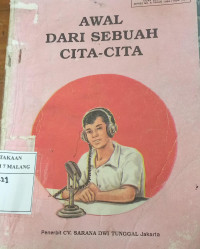 AWAL
DARI SEBUAH
CITA-CITA
TAKAAN
MALANG
Penerbit CV. SARANA DWI TUNGGAL Jakarta